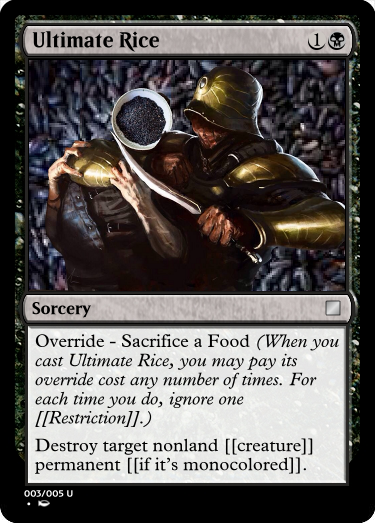 Ultimate Rice 1
Sorcery
Override - Sacrifice a Food (When you
cast Ultimate Rice, you may pay its
override cost any number of times. For
each time you do, ignore one
[[Restriction]].)
Destroy target nonland [[creature]]
permanent [[if it's monocolored]].
003/005 U